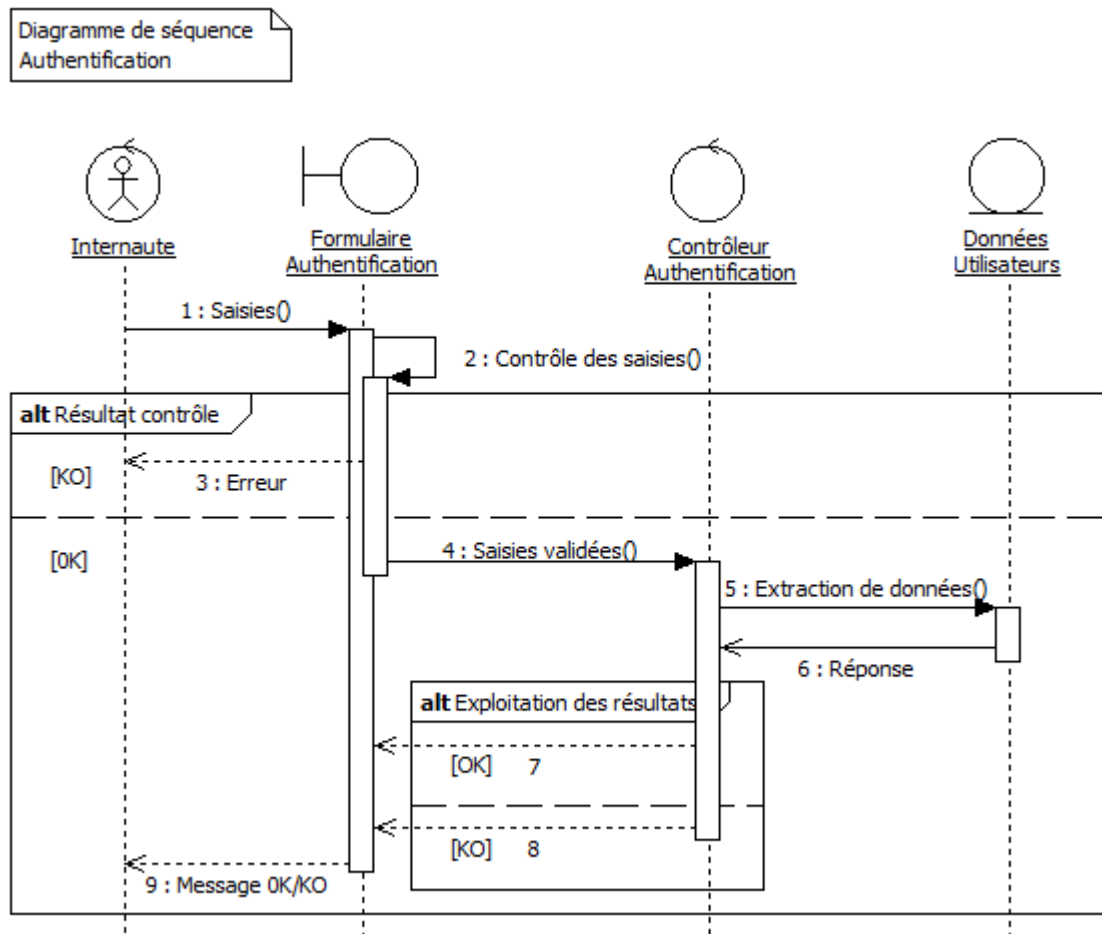 Diagramme de séquence
Authentification
Internaute
Formulaire
Authentification
Contrôleur
Authentification
Données
Utilisateurs
1 : Saisies()
2 : Contrôle des saisies()
alt Résultat contrôle
[KO]
3 : Erreur
[0K]
4 : Saisies validées()
5 : Extraction de données()
6 : Réponse
alt Exploitation des résultats
[OK] 7
[KO] 8
9 : Message 0K/KO